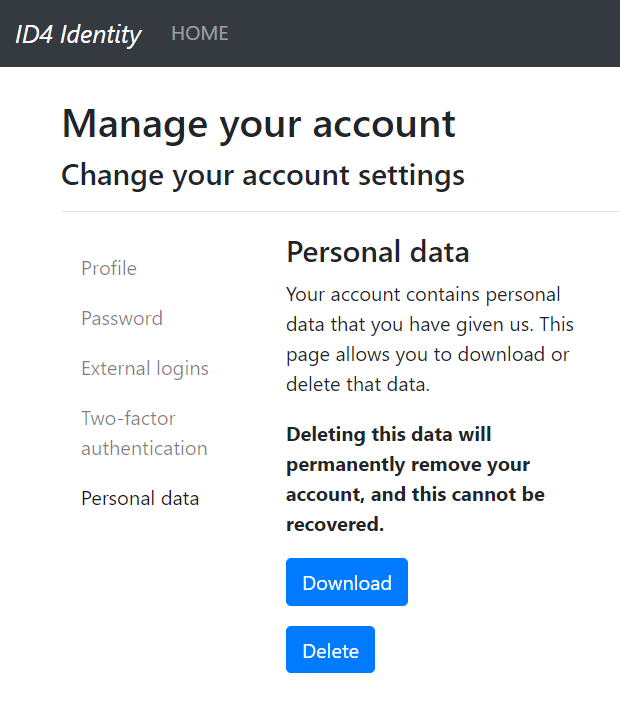 ID4 Identity HOME
Manage your account
Change your account settings
Profile
Password
External logins
Two-factor
authentication
Personal data
Personal data
Your account contains personal
data that you have given us. This
page allows you to download or
delete that data.
Deleting this data will
permanently remove your
account, and this cannot be
recovered.
Download
Delete